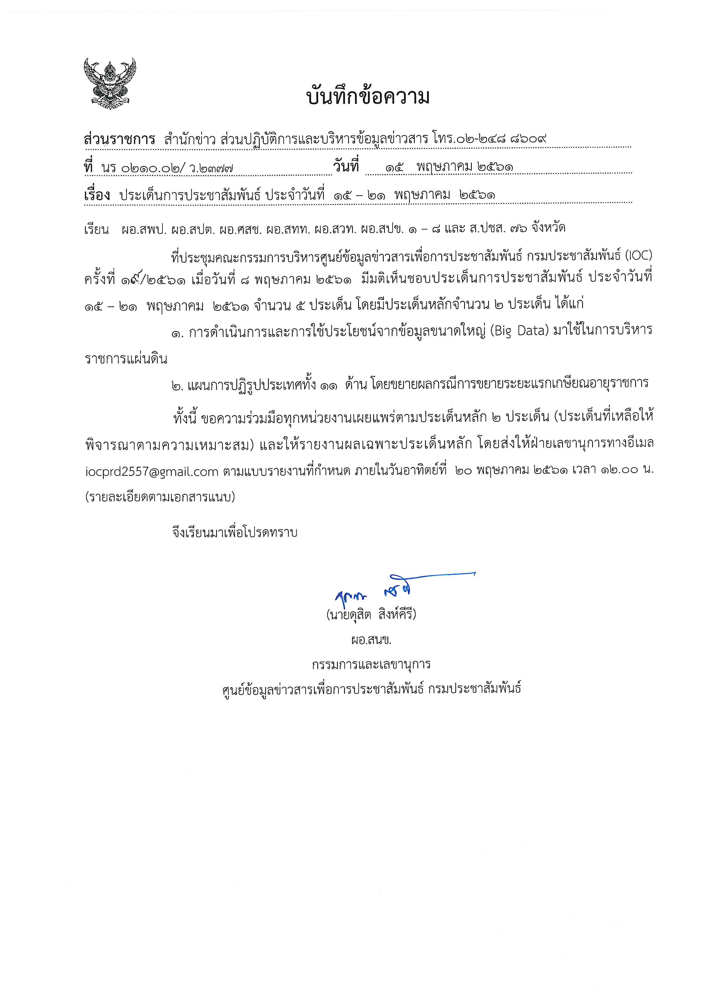 บันทึกข้อความ
ส่วนราชการ สำนักข่าว ส่วนปฏิบัติการและบริหารข้อมูลข่าวสาร โทร.๐๒-๒๔๘ ๘๖๐๙
ที่ นร ๐๒๑๐.๐๒/ ว.๒๓๗๗ วันที่ ๑๕ พฤษภาคม ๒๕๖๑
เรื่อง ประเด็นการประชาสัมพันธ์ ประจำวันที่ ๑๕ – ๒๑ พฤษภาคม ๒๕๖๑
เรียน ผอ.สพป. ผอ.สปต. ผอ.ศสช. ผอ.สทท. ผอ.สวท. ผอ.สปข. ๑ – ๘ และ ส.ปชส. ๗๖ จังหวัด
ที่ประชุมคณะกรรมการบริหารศูนย์ข้อมูลข่าวสารเพื่อการประชาสัมพันธ์ กรมประชาสัมพันธ์ (IOC)
ครั้งที่ ๑๙/๒๕๖๑ เมื่อวันที่ ๘ พฤษภาคม ๒๕๖๑ มีมติเห็นชอบประเด็นการประชาสัมพันธ์ ประจำวันที่
๑๕ – ๒๑ พฤษภาคม ๒๕๖๑ จำนวน ๕ ประเด็น โดยมีประเด็นหลักจำนวน ๒ ประเด็น ได้แก่
๑. การดำเนินการและการใช้ประโยชน์จากข้อมูลขนาดใหญ่ (Big Data) มาใช้ในการบริหาร
ราชการแผ่นดิน
๒. แผนการปฏิรูปประเทศทั้ง ๑๑ ด้าน โดยขยายผลกรณีการขยายระยะแรกเกษียณอายุราชการ
ทั้งนี้ ขอความร่วมมือทุกหน่วยงานเผยแพร่ตามประเด็นหลัก ๒ ประเด็น (ประเด็นที่เหลือให้
พิจารณาตามความเหมาะสม) และให้รายงานผลเฉพาะประเด็นหลัก โดยส่งให้ฝ่ายเลขานุการทางอีเมล
iocprd2557@gmail.com ตามแบบรายงานที่กำหนด ภายในวันอาทิตย์ที่ ๒๐ พฤษภาคม ๒๕๖๑ เวลา ๑๒.๐๐ น.
(รายละเอียดตามเอกสารแนบ)
จึงเรียนมาเพื่อโปรดทราบ
(นายดุสิต สิงห์คีรี)
ผอ.สนข.
กรรมการและเลขานุการ
ศูนย์ข้อมูลข่าวสารเพื่อการประชาสัมพันธ์ กรมประชาสัมพันธ์